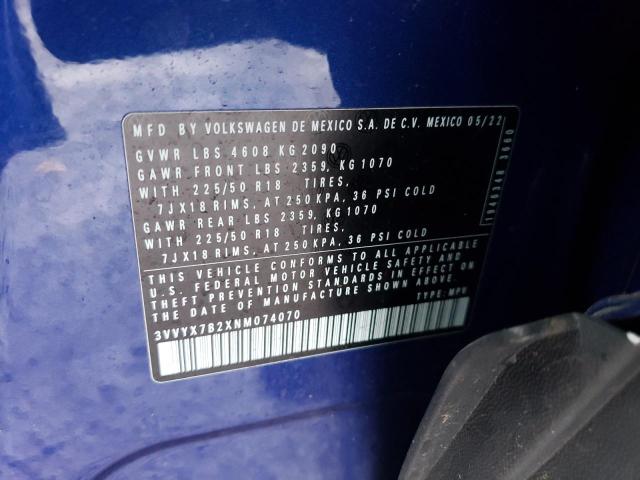 MFD BY VOLKSWAGEN DE MEXICO S.A. DE C.V. MEXICO 05/22
GVWR LBS 4608 KG 2090
GAWR FRONT LBS 2359, KG 1070
WITH 225/50 R18 TIRES,
7JX18 RIMS, AT 250 KPA, 36 PSI COLD
GAWR REAR LBS 2359, KG 1070
WITH 225/50 R18 TIRES,
7JX18 RIMS, AT 250 KPA, 36 PSI COLD
THIS VEHICLE CONFORMS TO ALL APPLICABLE
U.S. FEDERAL MOTOR VEHICLE SAFETY AND
THEFT PREVENTION STANDARDS SHOWN ABOVE
THE DATE OF MANUFACTURE TYPE: MPV
3VVYX7B2XNM074070